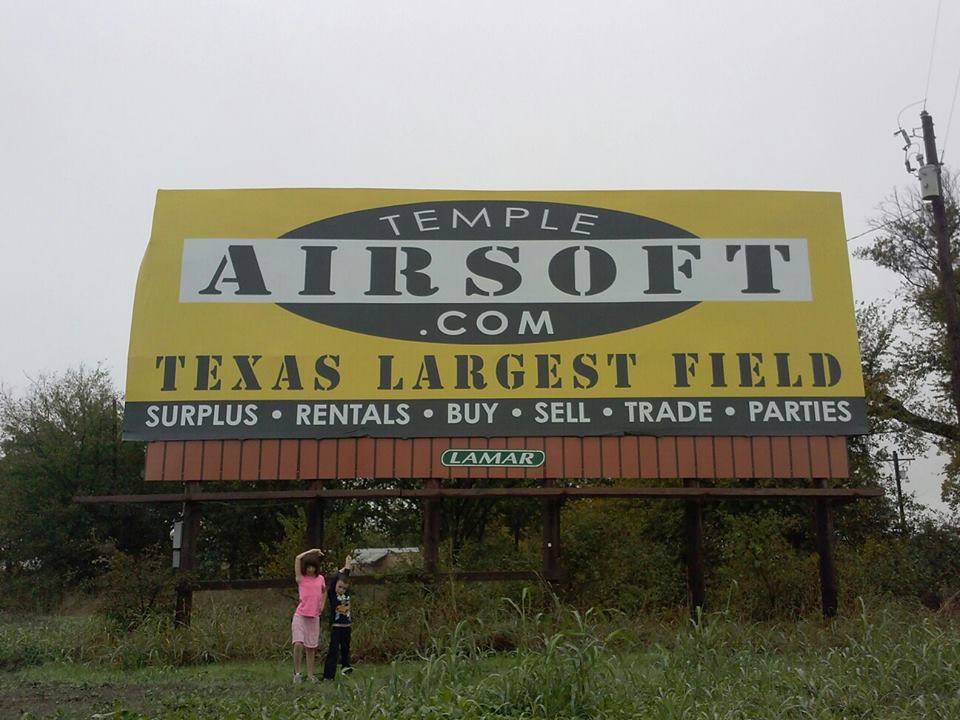 TEMPLE
AIRSOFT
.COM
TEXAS LARGEST FIELD
SURPLUS • RENTALS • BUY • SELL • TRADE • PARTIES
LAMAR